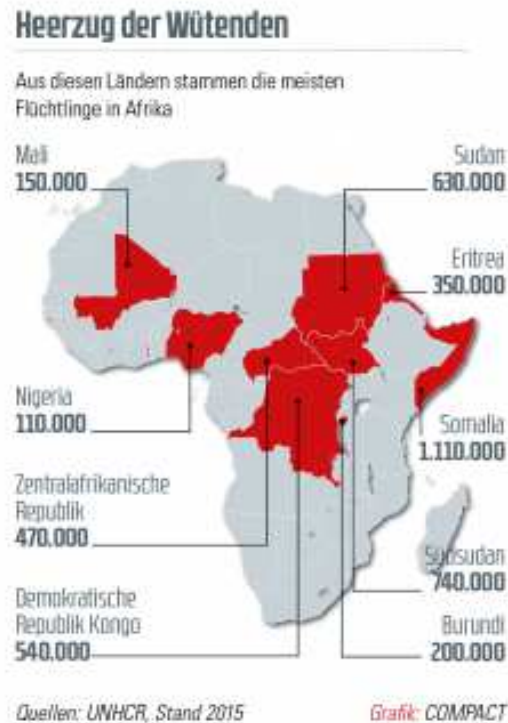 Heerzug der Wütenden
Aus diesen Ländern stammen die meisten
Flüchtlinge in Afrika
Mali
150.000
Sudan
630.000
Eritrea
350.000
Nigeria
110.000
Somalia
1.110.000
Zentralafrikanische
Republik
470.000
Südsudan
740.000
Demokratische
Republik Kongo
540.000
Burundi
200.000
Quellen: UNHCR, Stand 2015
Grafik: COMPACT